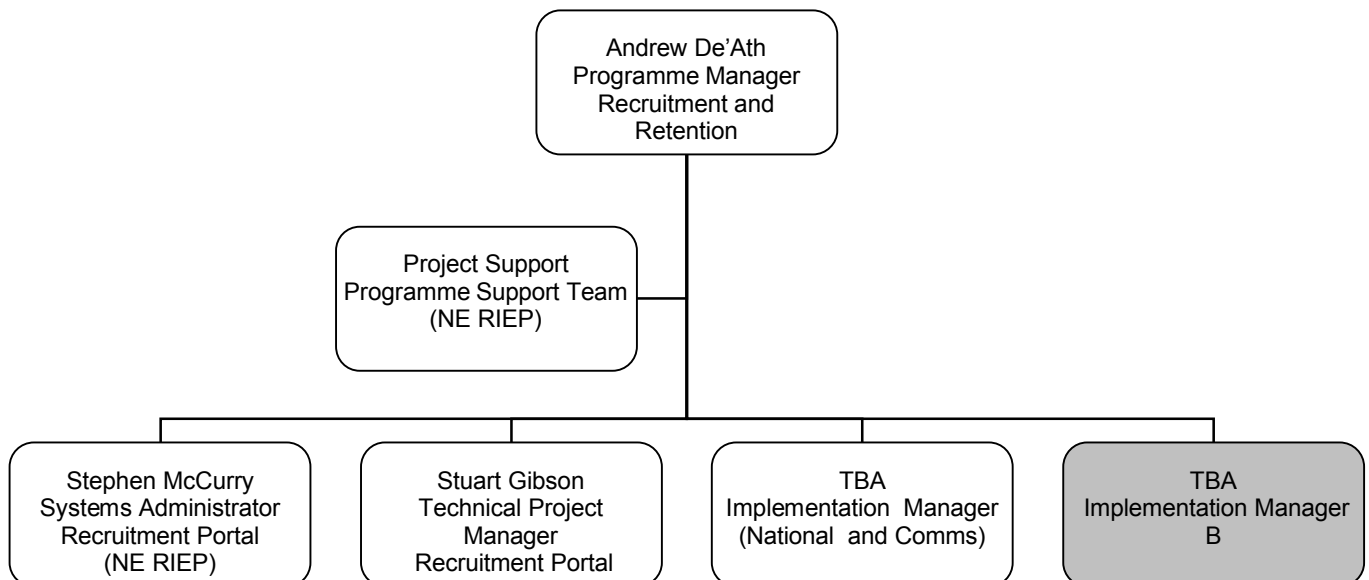 Andrew De’Ath
Programme Manager
Recruitment and
Retention
Project Support
Programme Support Team
(NE RIEP)
Stephen McCurry
Systems Administrator
Recruitment Portal
(NE RIEP)
Stuart Gibson
Technical Project
Manager
Recruitment Portal
TBA
Implementation Manager
(National and Comms)
TBA
Implementation Manager
B